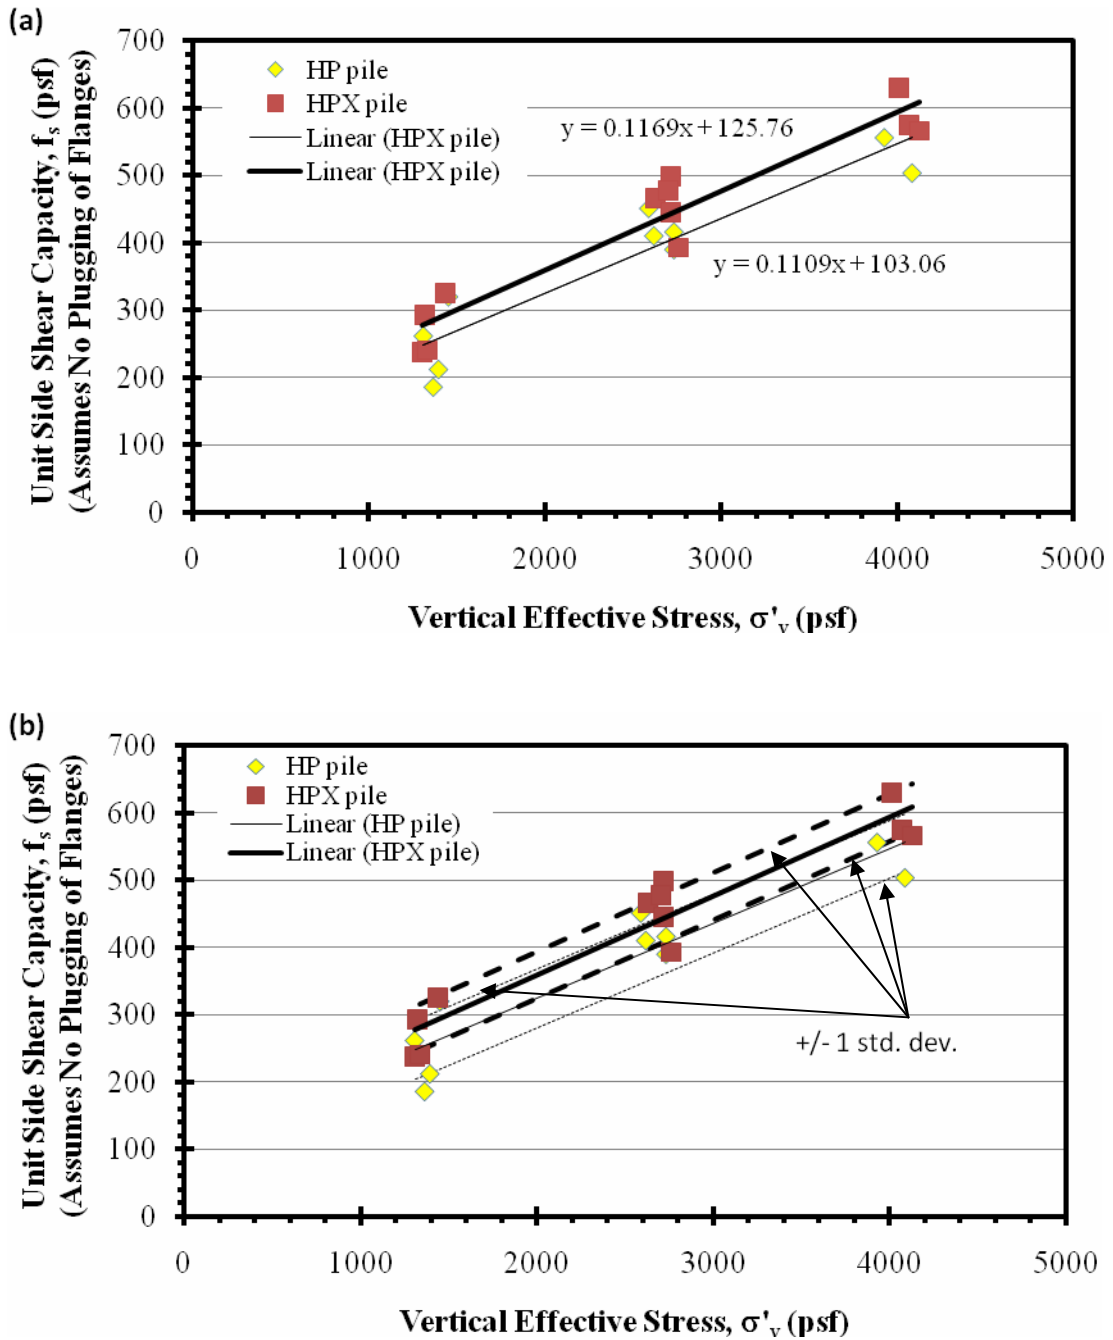 (a)
700
600
500
400
300
200
100
0
Unit Side Shear Capacity, fs (psf)
(Assumes No Plugging of Flanges)
HP pile
HPX pile
Linear (HPX pile)
Linear (HPX pile)
y = 0.1169x + 125.76
y = 0.1109x + 103.06
0 1000 2000 3000 4000 5000
Vertical Effective Stress, σ'v (psf)
(b)
700
600
500
400
300
200
100
0
Unit Side Shear Capacity, fs (psf)
(Assumes No Plugging of Flanges)
HP pile
HPX pile
Linear (HP pile)
Linear (HPX pile)
+/- 1 std. dev.
0 1000 2000 3000 4000 5000
Vertical Effective Stress, σ'v (psf)